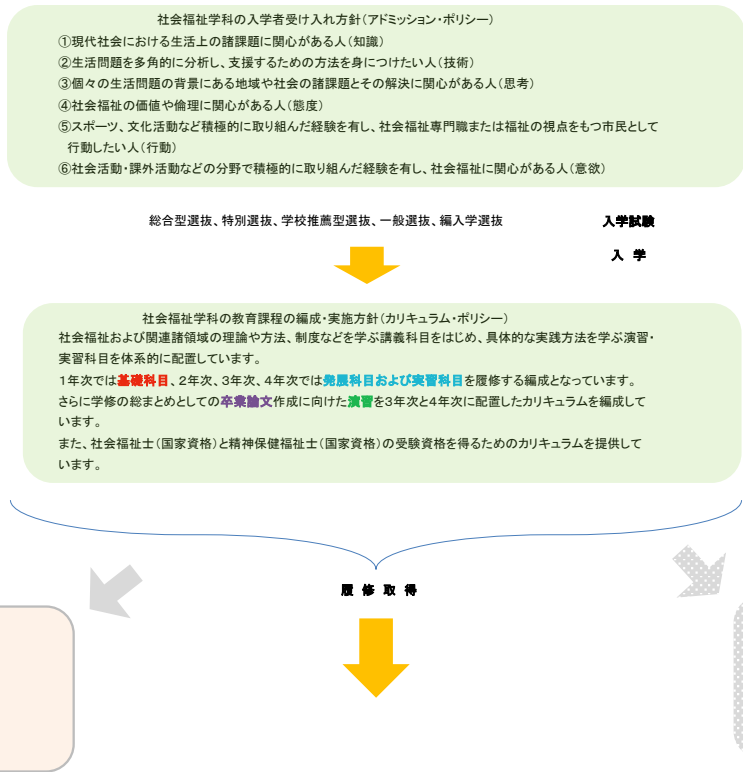 社会福祉学科の入学者受け入れ方針（アドミッション・ポリシー）
①現代社会における生活上の諸課題に関心がある人（知識）
②生活問題を多角的に分析し、支援するための方法を身につけたい人（技術）
③個々の生活問題の背景にある地域や社会の諸課題とその解決に関心がある人（思考）
④社会福祉の価値や倫理に関心がある人（態度）
⑤スポーツ、文化活動など積極的に取り組んだ経験を有し、社会福祉専門職または福祉の視点をもつ市民として
行動したい人（行動）
⑥社会活動・課外活動などの分野で積極的に取り組んだ経験を有し、社会福祉に関心がある人（意欲）
総合型選抜、特別選抜、学校推薦型選抜、一般選抜、編入学選抜 入学試験
入 学
社会福祉学科の教育課程の編成・実施方針（カリキュラム・ポリシー）
社会福祉および関連諸領域の理論や方法、制度などを学ぶ講義科目をはじめ、具体的な実践方法を学ぶ演習・
実習科目を体系的に配置しています。
1年次では基礎科目、2年次、3年次、4年次では発展科目および実習科目を履修する編成となっています。
さらに学修の総まとめとしての卒業論文作成に向けた演習を3年次と4年次に配置したカリキュラムを編成して
います。
また、社会福祉士（国家資格）と精神保健福祉士（国家資格）の受験資格を得るためのカリキュラムを提供して
います。
履 修 取 得